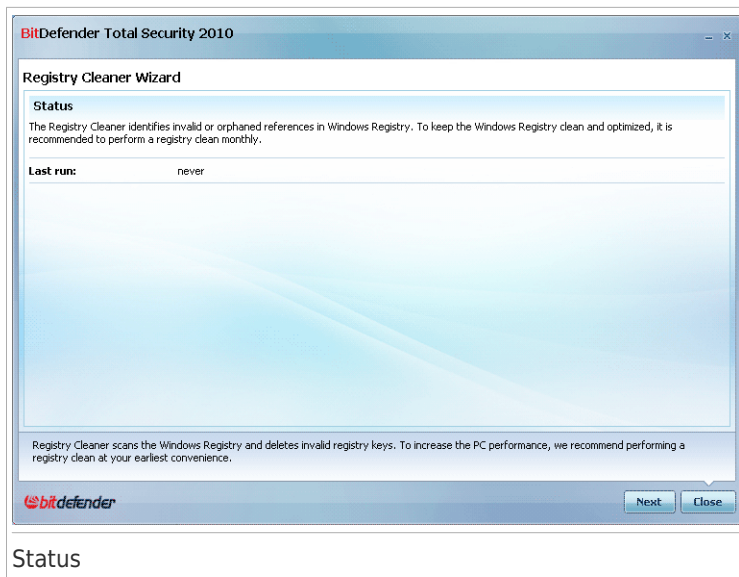 BitDefender Total Security 2010
Registry Cleaner Wizard
Status
The Registry Cleaner identifies invalid or orphaned references in Windows Registry. To keep the Windows Registry clean and optimized, it is
recommended to perform a registry clean monthly.
Last run: never
Registry Cleaner scans the Windows Registry and deletes invalid registry keys. To increase the PC performance, we recommend performing a
registry clean at your earliest convenience.
bitdefender
Next Close
Status